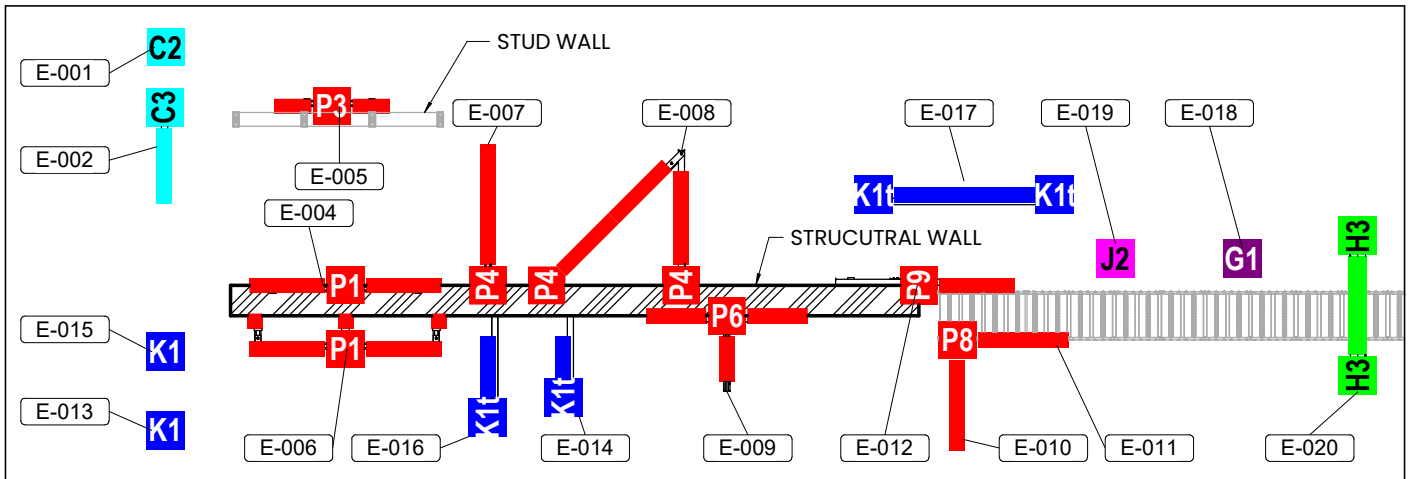 C2
E-001
STUD WALL
C3
P3
E-007
E-008
E-017
E-019
E-018
E-002
E-005
K1t
K1t
E-004
STRUCUTRAL WALL
H3
J2
G1
P1
P4
P4
P4
P9
E-015
K1
P1
P6
P8
H3
K1t
K1t
E-013
K1
E-006
E-016
E-014
E-009
E-012
E-010
E-011
E-020